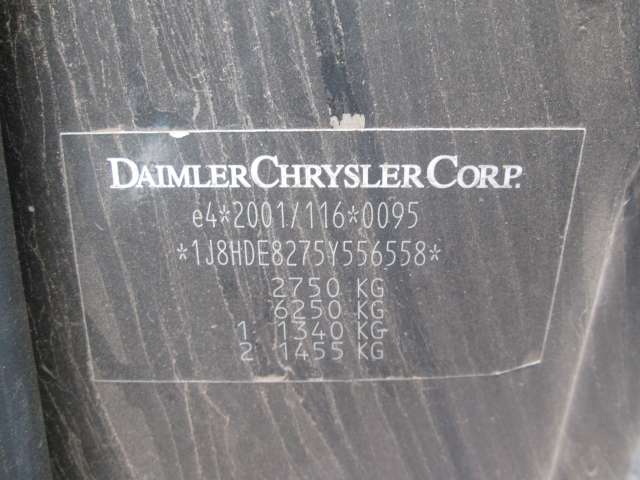 DAIMLERCHRYSLER CORP.
e4*2001/116*0095
*1J8HDE8275Y556558*
2750 KG
6250 KG
1: 1340 KG
2 1455 KG